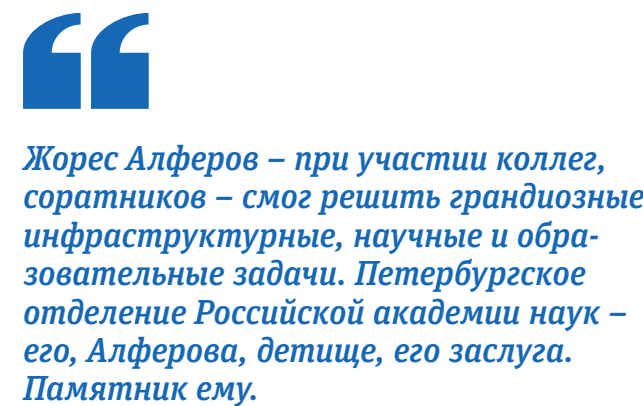 Жорес Алферов – при участии коллег,
соратников – смог решить грандиозные
инфраструктурные, научные и обра-
зовательные задачи. Петербургское
отделение Российской академии наук –
его, Алферова, детище, его заслуга.
Памятник ему.